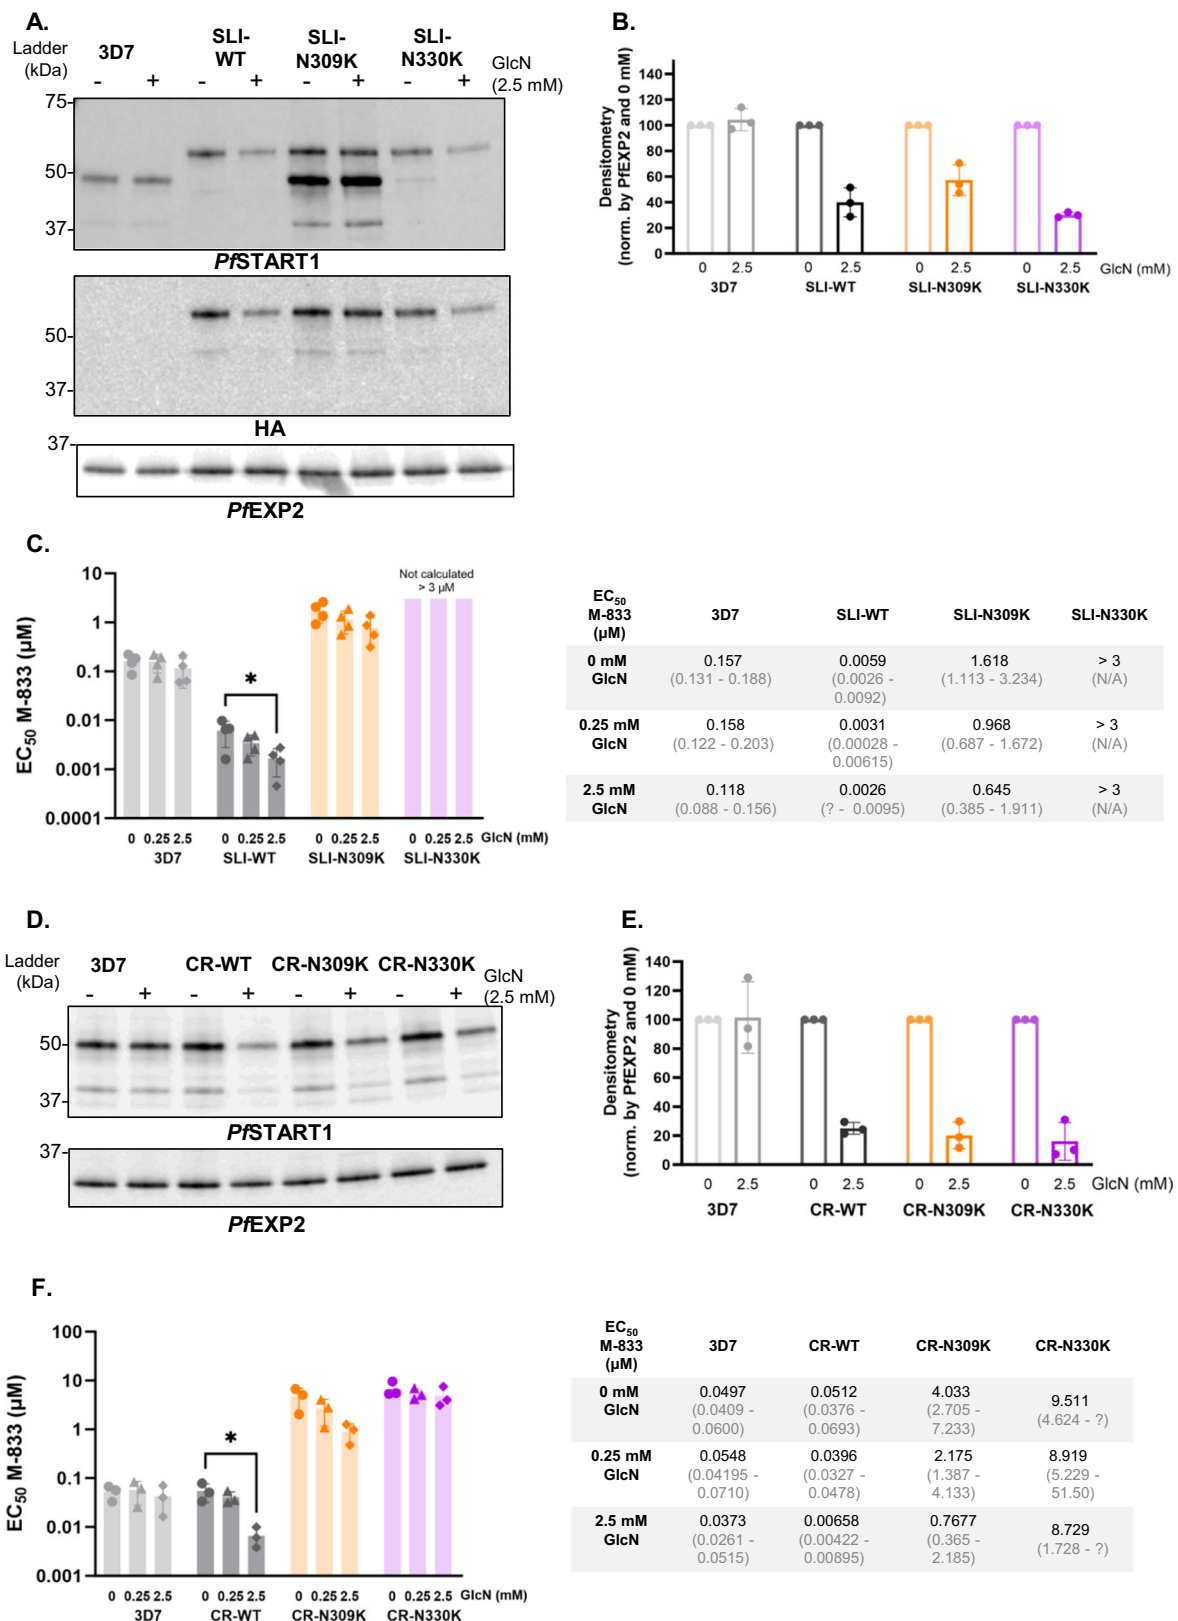 A.
Ladder (kDa)
3D7
SLI-WT
SLI-N309K
SLI-N330K
GlcN (2.5 mM)
- + - + - + - +
75-
50-
37-
PfSTART1
50-
37-
HA
37-
PfEXP2
B.
Densitometry
(norm. by PfEXP2 and 0 mM)
140
120
100
80
60
40
20
0
0 2.5 0 2.5 0 2.5 0 2.5 GlcN (mM)
3D7 SLI-WT SLI-N309K SLI-N330K
C.
EC50 M-833 (µM)
10
1
0.1
0.01
0.001
0.0001
*
Not calculated
> 3 µM
0 0.25 2.5 0 0.25 2.5 0 0.25 2.5 0 0.25 2.5 GlcN (mM)
3D7 SLI-WT SLI-N309K SLI-N330K
EC50 M-833 (µM) 3D7 SLI-WT SLI-N309K SLI-N330K
0 mM GlcN 0.157 (0.131 - 0.188) 0.0059 (0.0026 - 0.0092) 1.618 (1.113 - 3.234) > 3 (N/A)
0.25 mM GlcN 0.158 (0.122 - 0.203) 0.0031 (0.00028 - 0.00615) 0.968 (0.687 - 1.672) > 3 (N/A)
2.5 mM GlcN 0.118 (0.088 - 0.156) 0.0026 (? - 0.0095) 0.645 (0.385 - 1.911) > 3 (N/A)
D.
Ladder (kDa)
3D7 CR-WT CR-N309K CR-N330K
GlcN (2.5 mM)
- + - + - + - +
50-
37-
PfSTART1
37-
PfEXP2
E.
Densitometry
(norm. by PfEXP2 and 0 mM)
140
120
100
80
60
40
20
0
0 2.5 0 2.5 0 2.5 0 2.5 GlcN (mM)
3D7 CR-WT CR-N309K CR-N330K
F.
EC50 M-833 (µM)
100
10
1
0.1
0.01
0.001
*
0 0.25 2.5 0 0.25 2.5 0 0.25 2.5 0 0.25 2.5 GlcN (mM)
3D7 CR-WT CR-N309K CR-N330K
EC50 M-833 (µM) 3D7 CR-WT CR-N309K CR-N330K
0 mM GlcN 0.0497 (0.0409 - 0.0600) 0.0512 (0.0376 - 0.0693) 4.033 (2.705 - 7.233) 9.511 (4.624 - ?)
0.25 mM GlcN 0.0548 (0.04195 - 0.0710) 0.0396 (0.0327 - 0.0478) 2.175 (1.387 - 4.133) 8.919 (5.229 - 51.50)
2.5 mM GlcN 0.0373 (0.0261 - 0.0515) 0.00658 (0.00422 - 0.00895) 0.7677 (0.365 - 2.185) 8.729 (1.728 - ?)